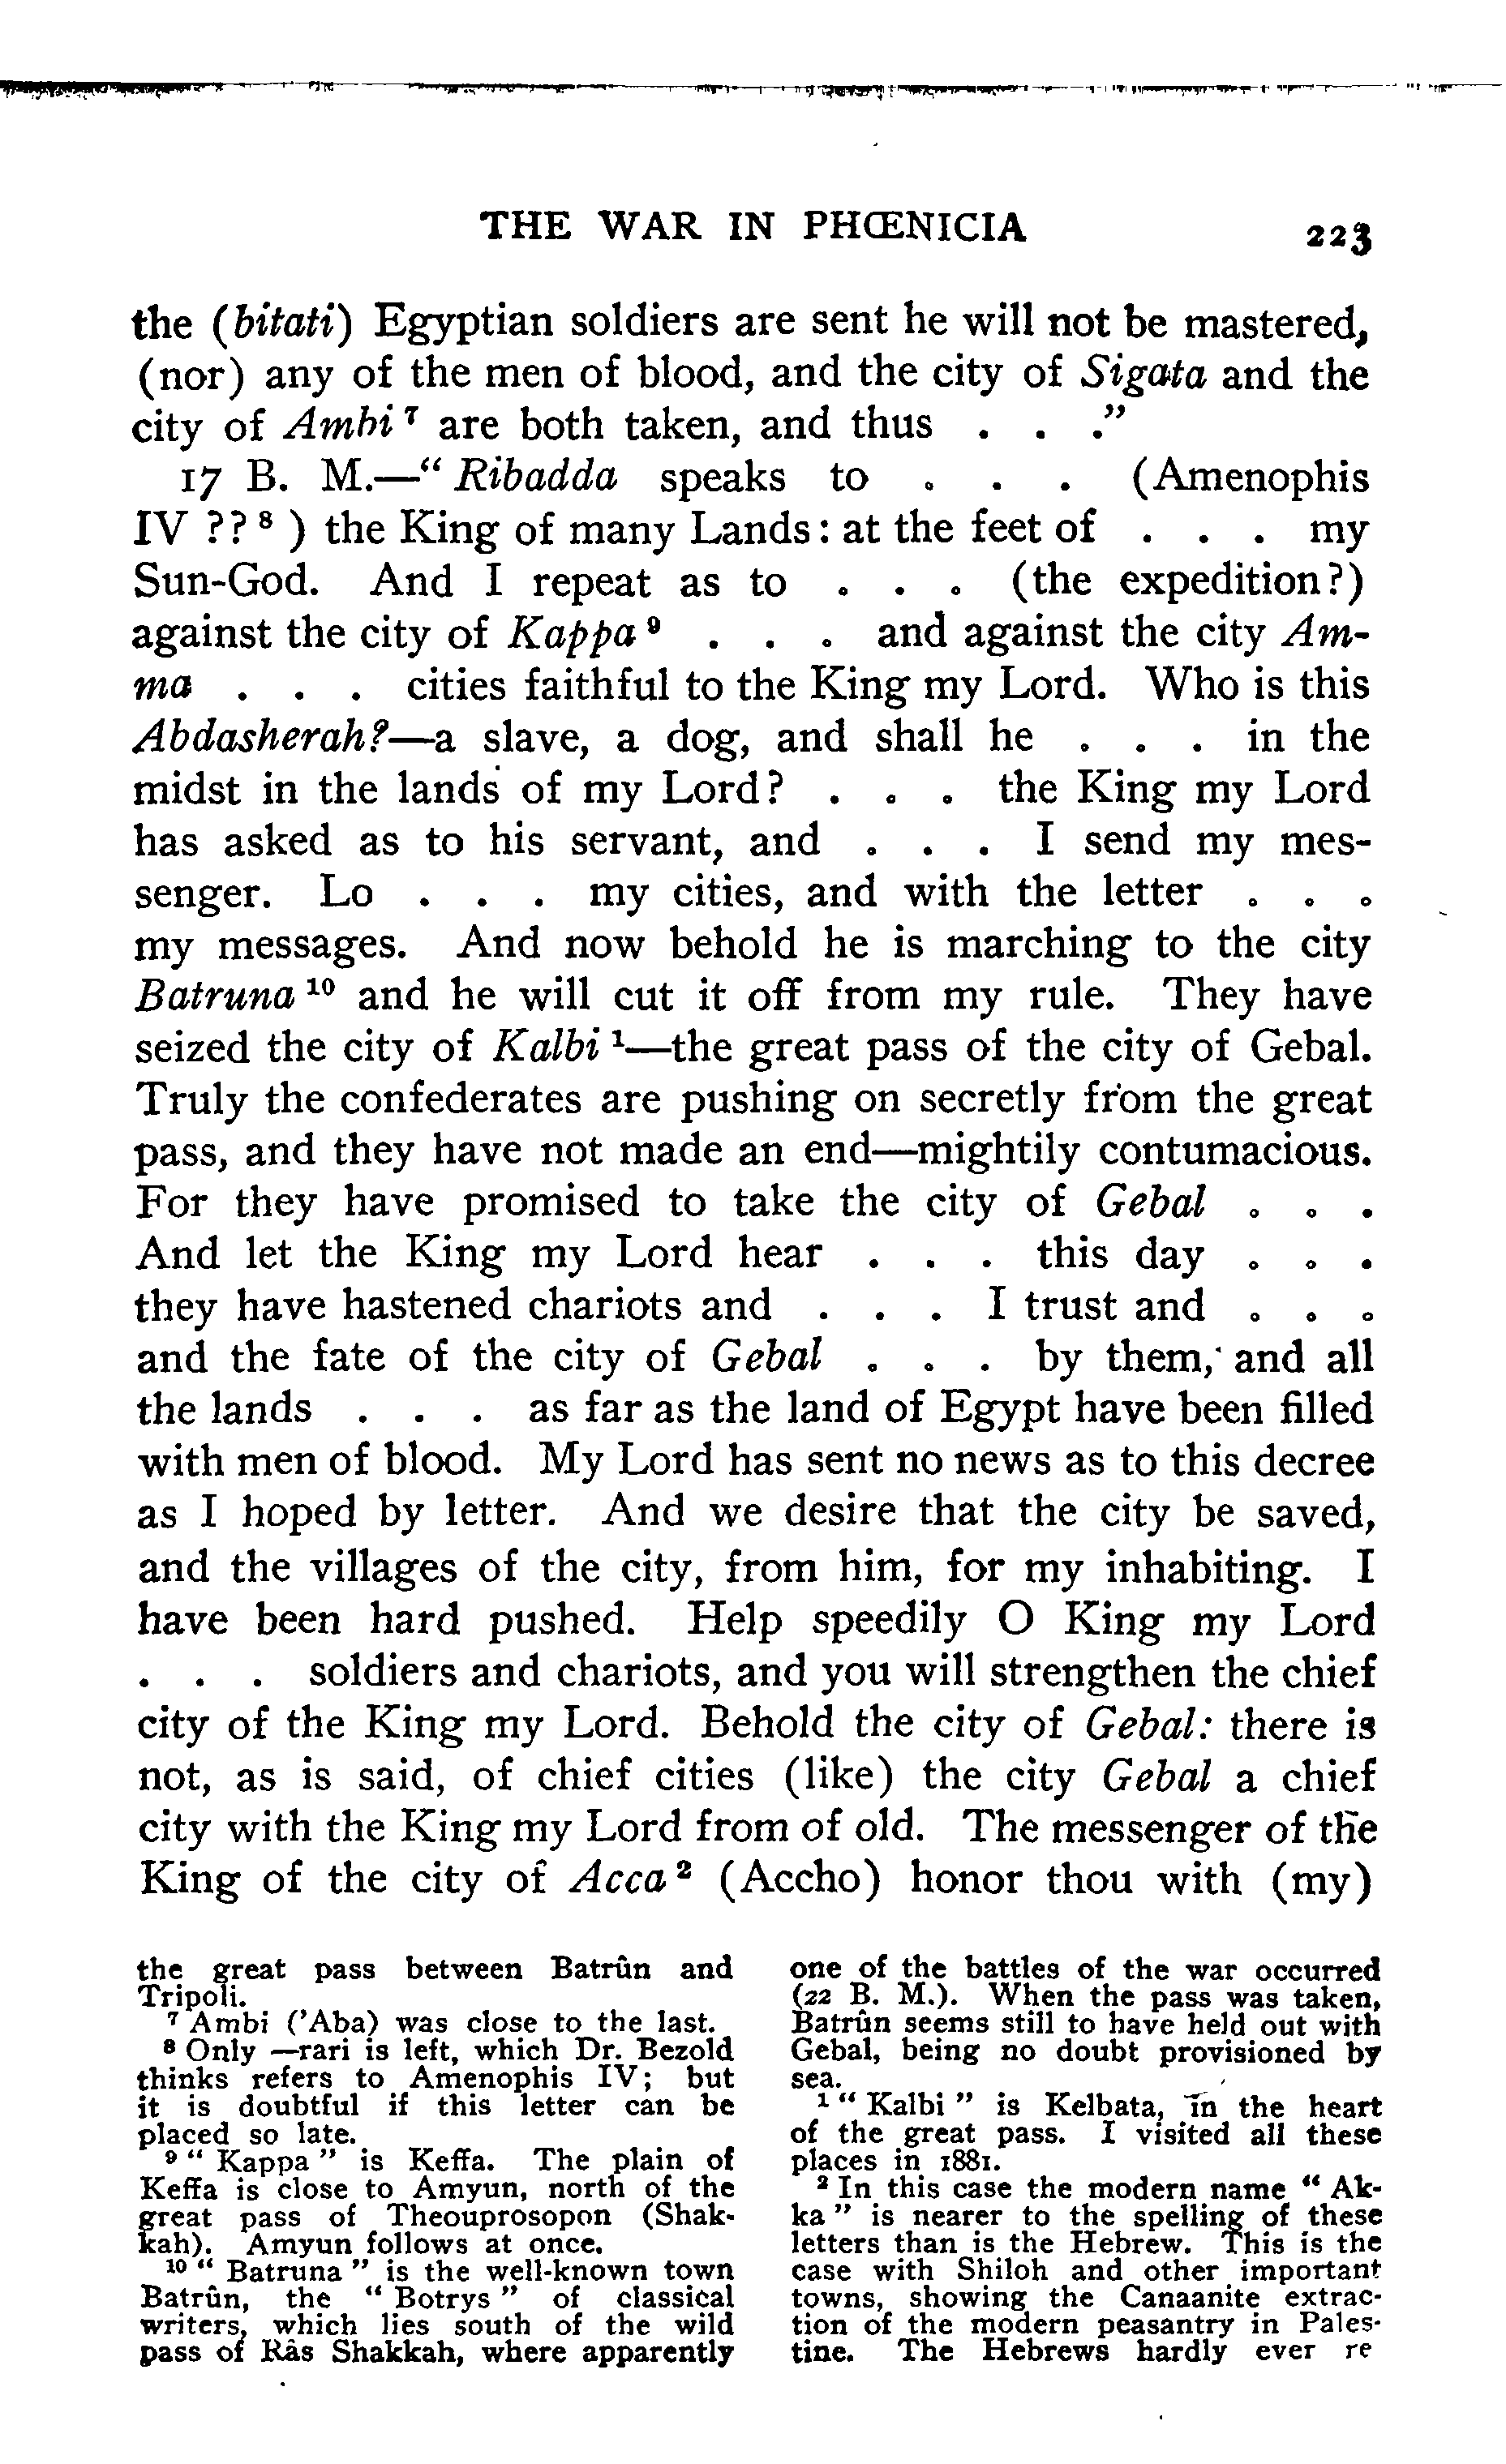 THE WAR IN PHŒNICIA 223
the (bitati) Egyptian soldiers are sent he will not be mastered,
(nor) any of the men of blood, and the city of Sigata and the
city of Ambi ⁷ are both taken, and thus . . .”
17 B. M.—“ Ribadda speaks to . . . (Amenophis
IV ?? ⁸ ) the King of many Lands: at the feet of . . . my
Sun-God. And I repeat as to . . . (the expedition?)
against the city of Kappa ⁹ . . . and against the city Am-
ma . . . cities faithful to the King my Lord. Who is this
Abdasherah?—a slave, a dog, and shall he . . . in the
midst in the lands of my Lord? . . . the King my Lord
has asked as to his servant, and . . . I send my mes-
senger. Lo . . . my cities, and with the letter . . .
my messages. And now behold he is marching to the city
Batruna ¹⁰ and he will cut it off from my rule. They have
seized the city of Kalbi ¹—the great pass of the city of Gebal.
Truly the confederates are pushing on secretly from the great
pass, and they have not made an end—mightily contumacious.
For they have promised to take the city of Gebal . . .
And let the King my Lord hear . . . this day . . .
they have hastened chariots and . . . I trust and . . .
and the fate of the city of Gebal . . . by them, and all
the lands . . . as far as the land of Egypt have been filled
with men of blood. My Lord has sent no news as to this decree
as I hoped by letter. And we desire that the city be saved,
and the villages of the city, from him, for my inhabiting. I
have been hard pushed. Help speedily O King my Lord
. . . soldiers and chariots, and you will strengthen the chief
city of the King my Lord. Behold the city of Gebal: there is
not, as is said, of chief cities (like) the city Gebal a chief
city with the King my Lord from of old. The messenger of the
King of the city of Acca ² (Accho) honor thou with (my)
the great pass between Batrûn and
Tripoli.
⁷ Ambi (’Aba) was close to the last.
⁸ Only —rari is left, which Dr. Bezold
thinks refers to Amenophis IV; but
it is doubtful if this letter can be
placed so late.
⁹ “ Kappa ” is Keffa. The plain of
Keffa is close to Amyun, north of the
great pass of Theouprosopon (Shak-
kah). Amyun follows at once.
¹⁰ “ Batruna ” is the well-known town
Batrûn, the “ Botrys ” of classical
writers, which lies south of the wild
pass of Râs Shakkah, where apparently
one of the battles of the war occurred
(22 B. M.). When the pass was taken,
Batrûn seems still to have held out with
Gebal, being no doubt provisioned by
sea.
¹ “ Kalbi ” is Kelbata, in the heart
of the great pass. I visited all these
places in 1881.
² In this case the modern name “ Ak-
ka ” is nearer to the spelling of these
letters than is the Hebrew. This is the
case with Shiloh and other important
towns, showing the Canaanite extrac-
tion of the modern peasantry in Pales-
tine. The Hebrews hardly ever re